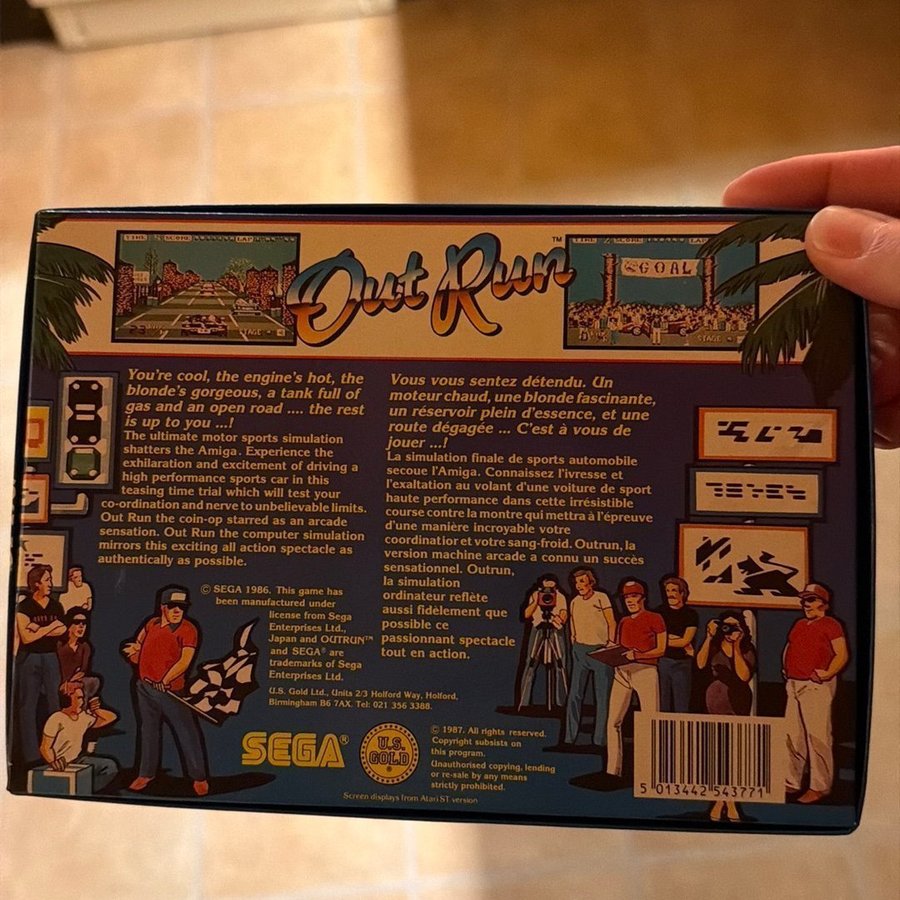 TIME SCORE LAP
STAGE 4
Out Run™
TIME SCORE LAP
GOAL
STAGE
You're cool, the engine's hot, the
blonde's gorgeous, a tank full of
gas and an open road .... the rest
is up to you ...!
The ultimate motor sports simulation
shatters the Amiga. Experience the
exhilaration and excitement of driving a
high performance sports car in this
teasing time trial which will test your
co-ordination and nerve to unbelievable limits.
Out Run the coin-op starred as an arcade
sensation. Out Run the computer simulation
mirrors this exciting all action spectacle as
authentically as possible.
© SEGA 1986. This game has
been manufactured under
license from Sega
Enterprises Ltd.,
Japan and OUTRUN™
and SEGA® are
trademarks of Sega
Enterprises Ltd.
U.S. Gold Ltd., Units 2/3 Holford Way, Holford,
Birmingham B6 7AX. Tel: 021 356 3388.
Vous vous sentez détendu. Un
moteur chaud, une blonde fascinante,
un réservoir plein d'essence, et une
route dégagée ... C'est à vous de
jouer ...!
La simulation finale de sports automobile
secoue l'Amiga. Connaissez l'ivresse et
l'exaltation au volant d'une voiture de sport
haute performance dans cette irrésistible
course contre la montre qui mettra à l'épreuve
d'une manière incroyable votre
coordinatior et votre sang-froid. Outrun, la
version machine arcade a connu un succès
sensationnel. Outrun,
la simulation
ordinateur reflète
aussi fidèlement que
possible ce
passionnant spectacle
tout en action.
SEGA®
U.S.
GOLD
© 1987. All rights reserved.
Copyright subsists on
this program.
Unauthorised copying, lending
or re-sale by any means
strictly prohibited.
Screen displays from Atari ST version
5 013442 543771